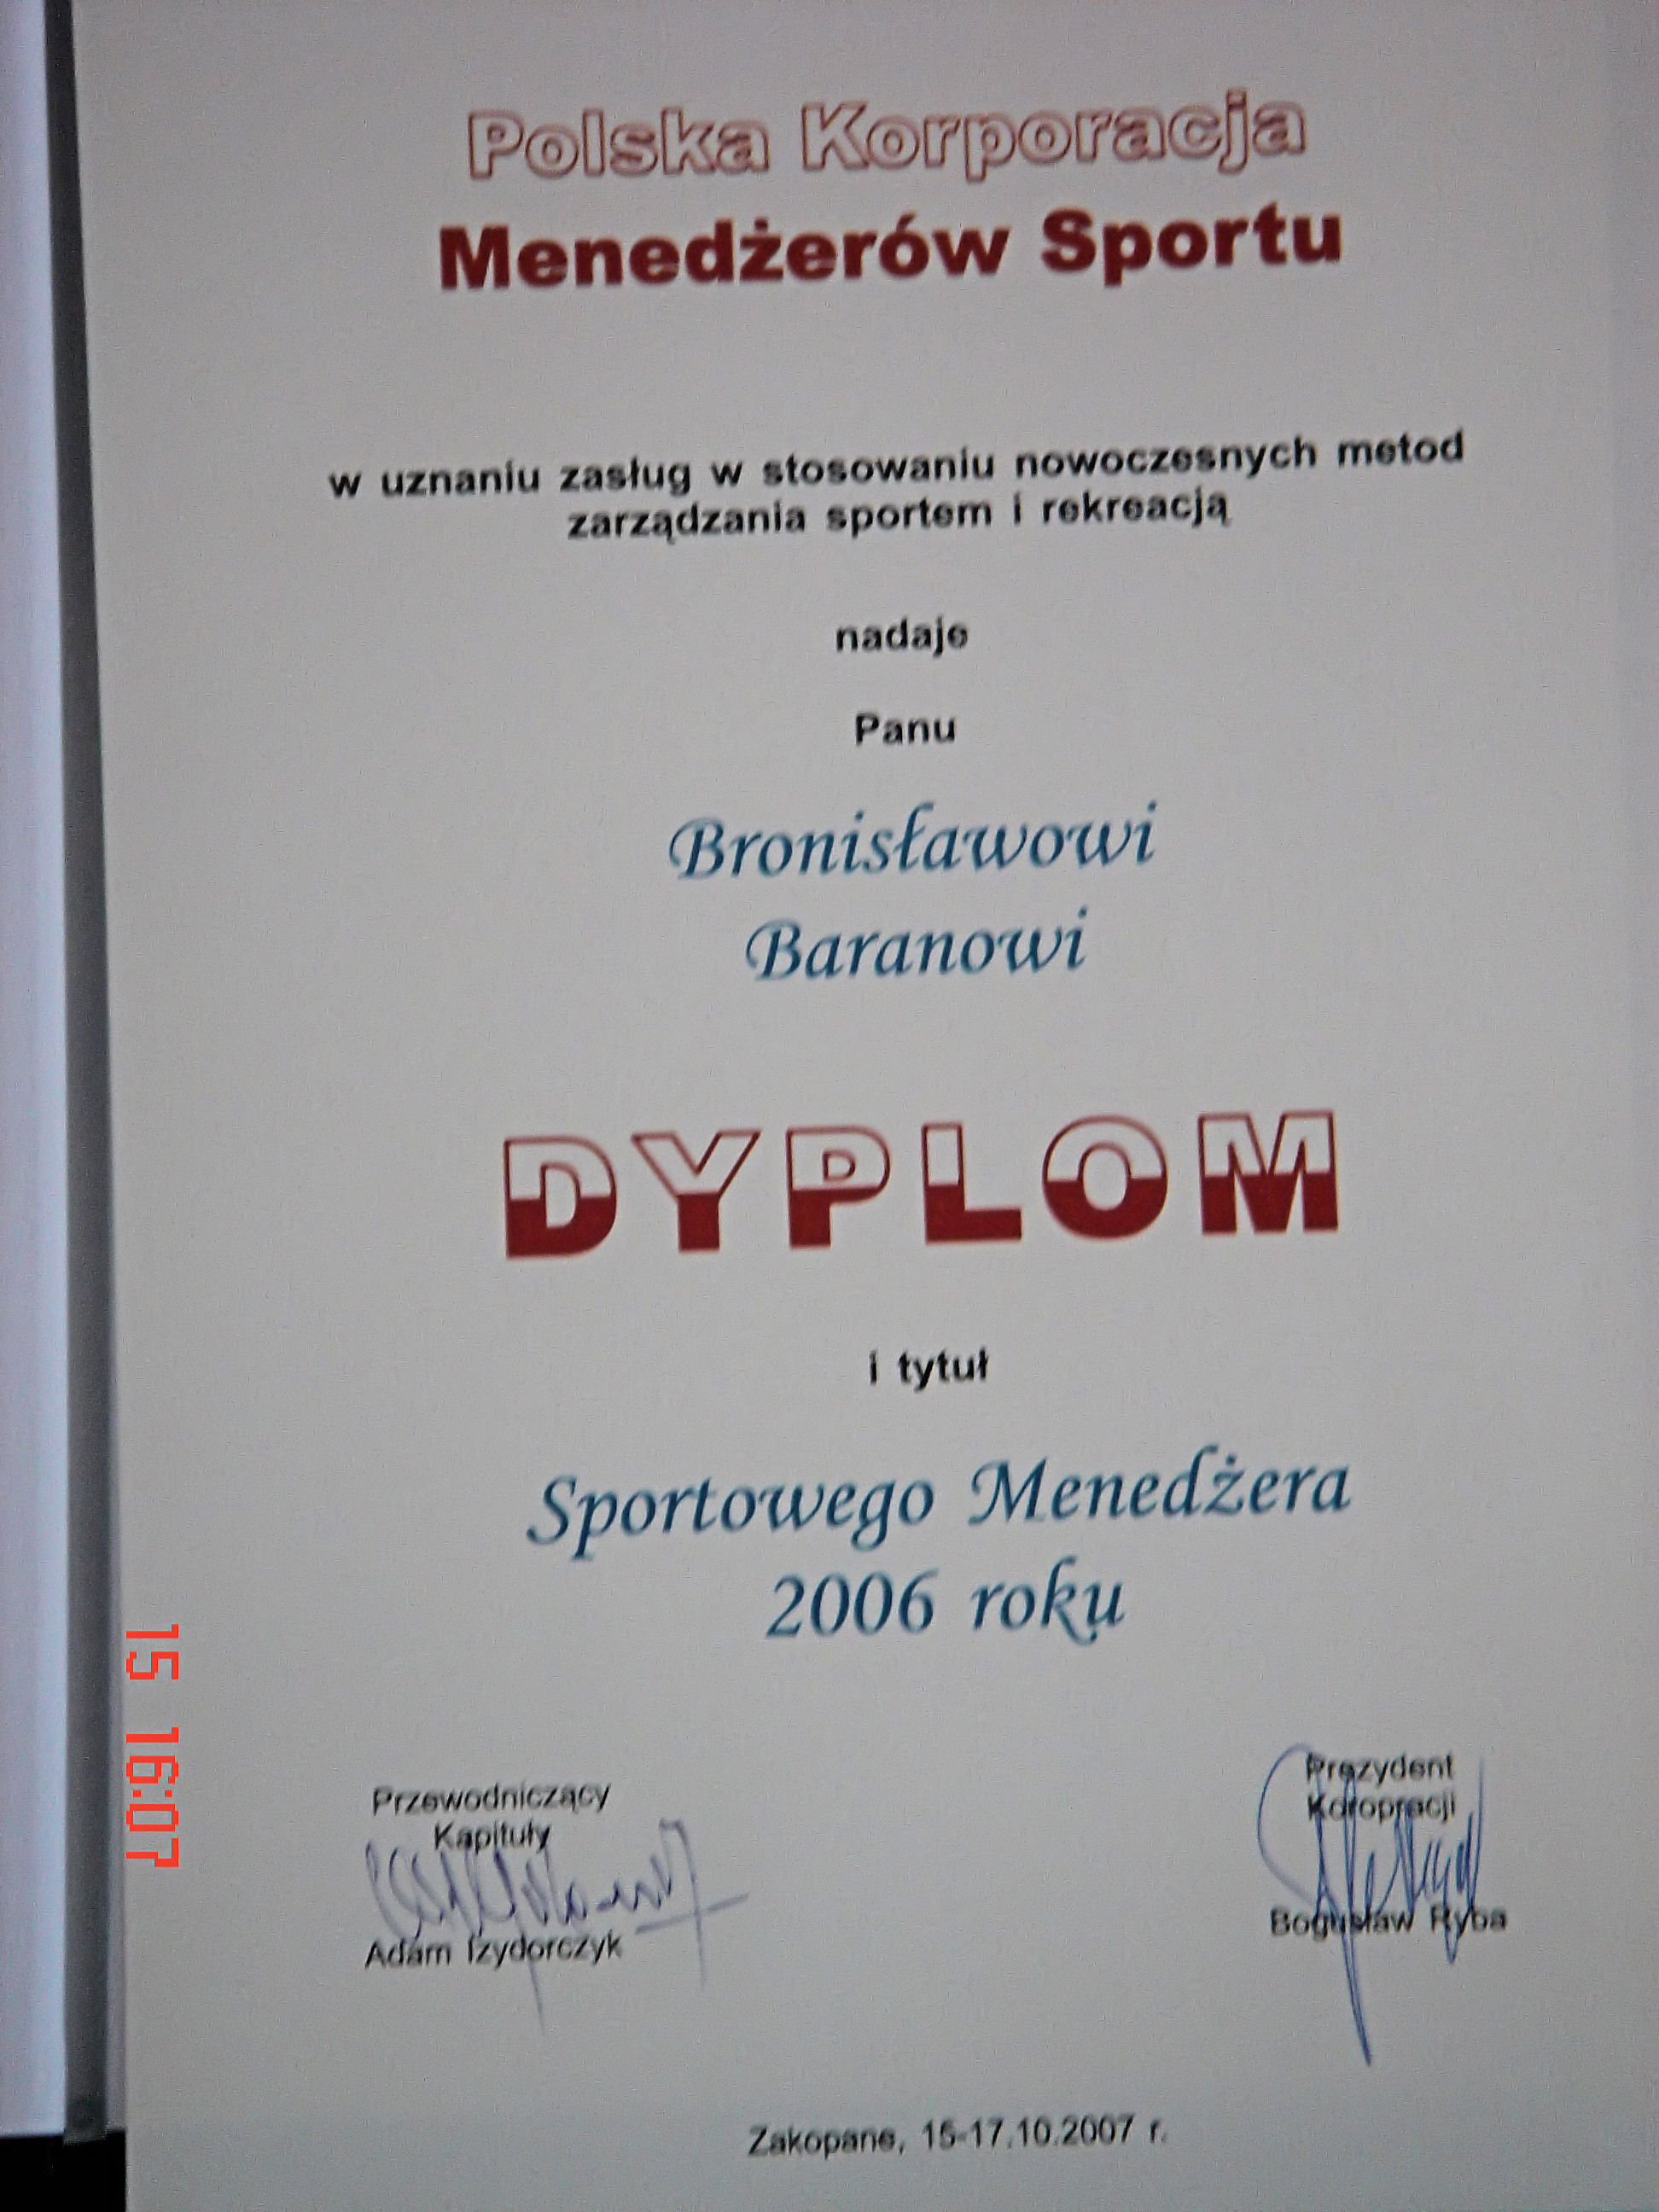 Polska Korporacja
Menedżerów Sportu
w uznaniu zasług w stosowaniu nowoczesnych metod
zarządzania sportem i rekreacją
nadaje
Panu
Bronisławowi
Baranowi
DYPLOM
i tytuł
Sportowego Menedżera
2006 roku
Przewodniczący
Kapituły
Adam Izydorczyk
Prezydent
Koropracji
Bogusław Ryba
Zakopane, 15-17.10.2007 r.
15 16:07